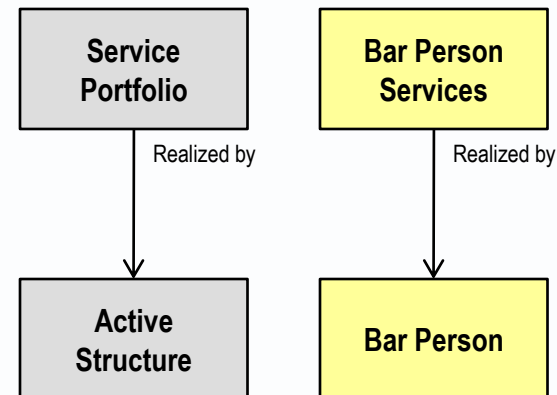 Service
Portfolio
Bar Person
Services
Realized by
Realized by
Active
Structure
Bar Person